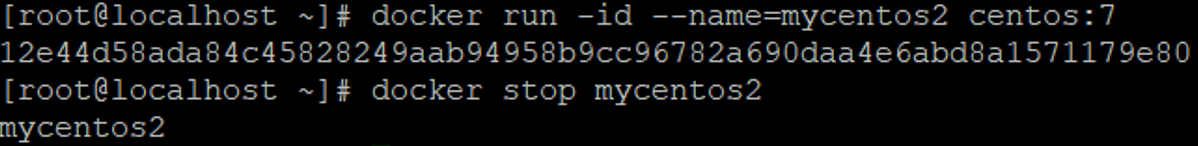 [root@localhost ~]# docker run -id --name=mycentos2 centos:7
12e44d58ada84c45828249aab94958b9cc96782a690daa4e6abd8a1571179e80
[root@localhost ~]# docker stop mycentos2
mycentos2